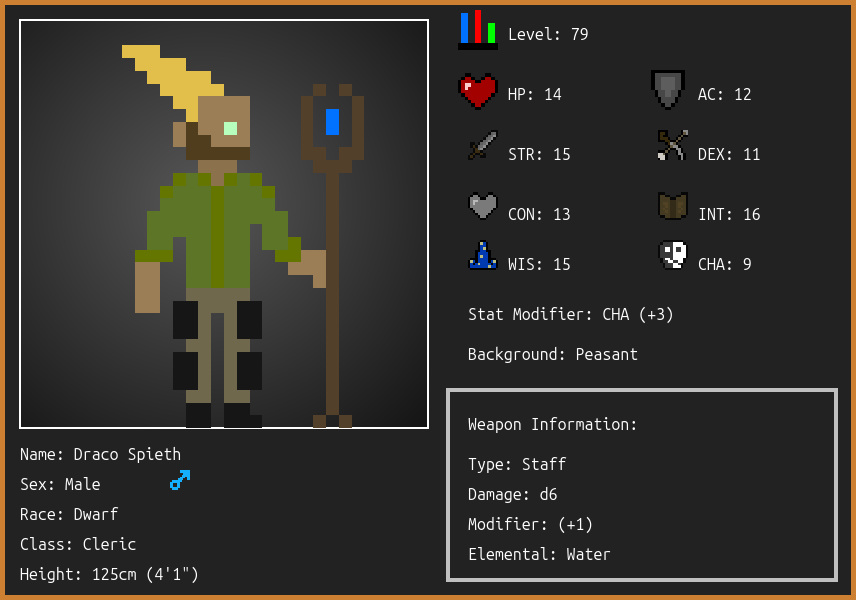 Level: 79
HP: 14
AC: 12
STR: 15
DEX: 11
CON: 13
INT: 16
WIS: 15
CHA: 9
Stat Modifier: CHA (+3)
Background: Peasant
Weapon Information:
Type: Staff
Damage: d6
Modifier: (+1)
Elemental: Water
Name: Draco Spieth
Sex: Male
Race: Dwarf
Class: Cleric
Height: 125cm (4'1")